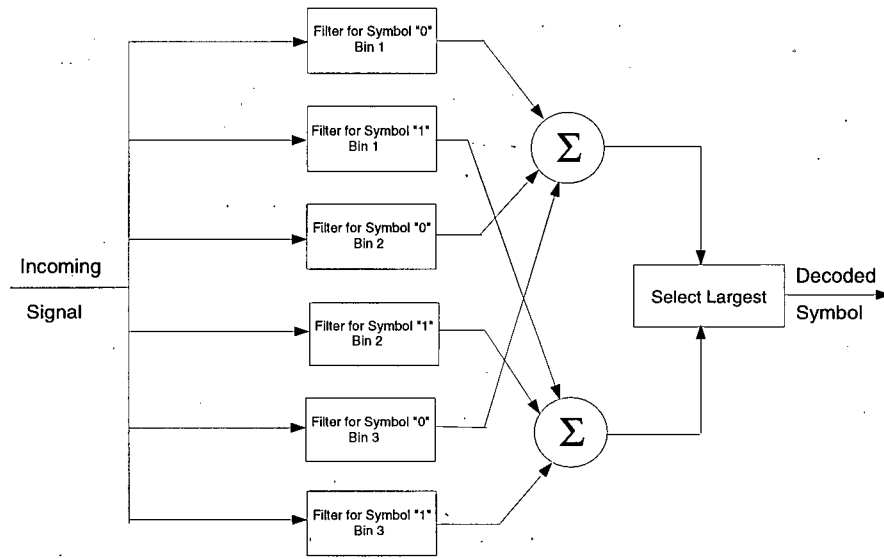 Filter for Symbol "0"
Bin 1
Filter for Symbol "1"
Bin 1
Σ
Filter for Symbol "0"
Bin 2
Incoming
Signal
Select Largest
Decoded
Symbol
Filter for Symbol "1"
Bin 2
Filter for Symbol "0"
Bin 3
Σ
Filter for Symbol "1"
Bin 3